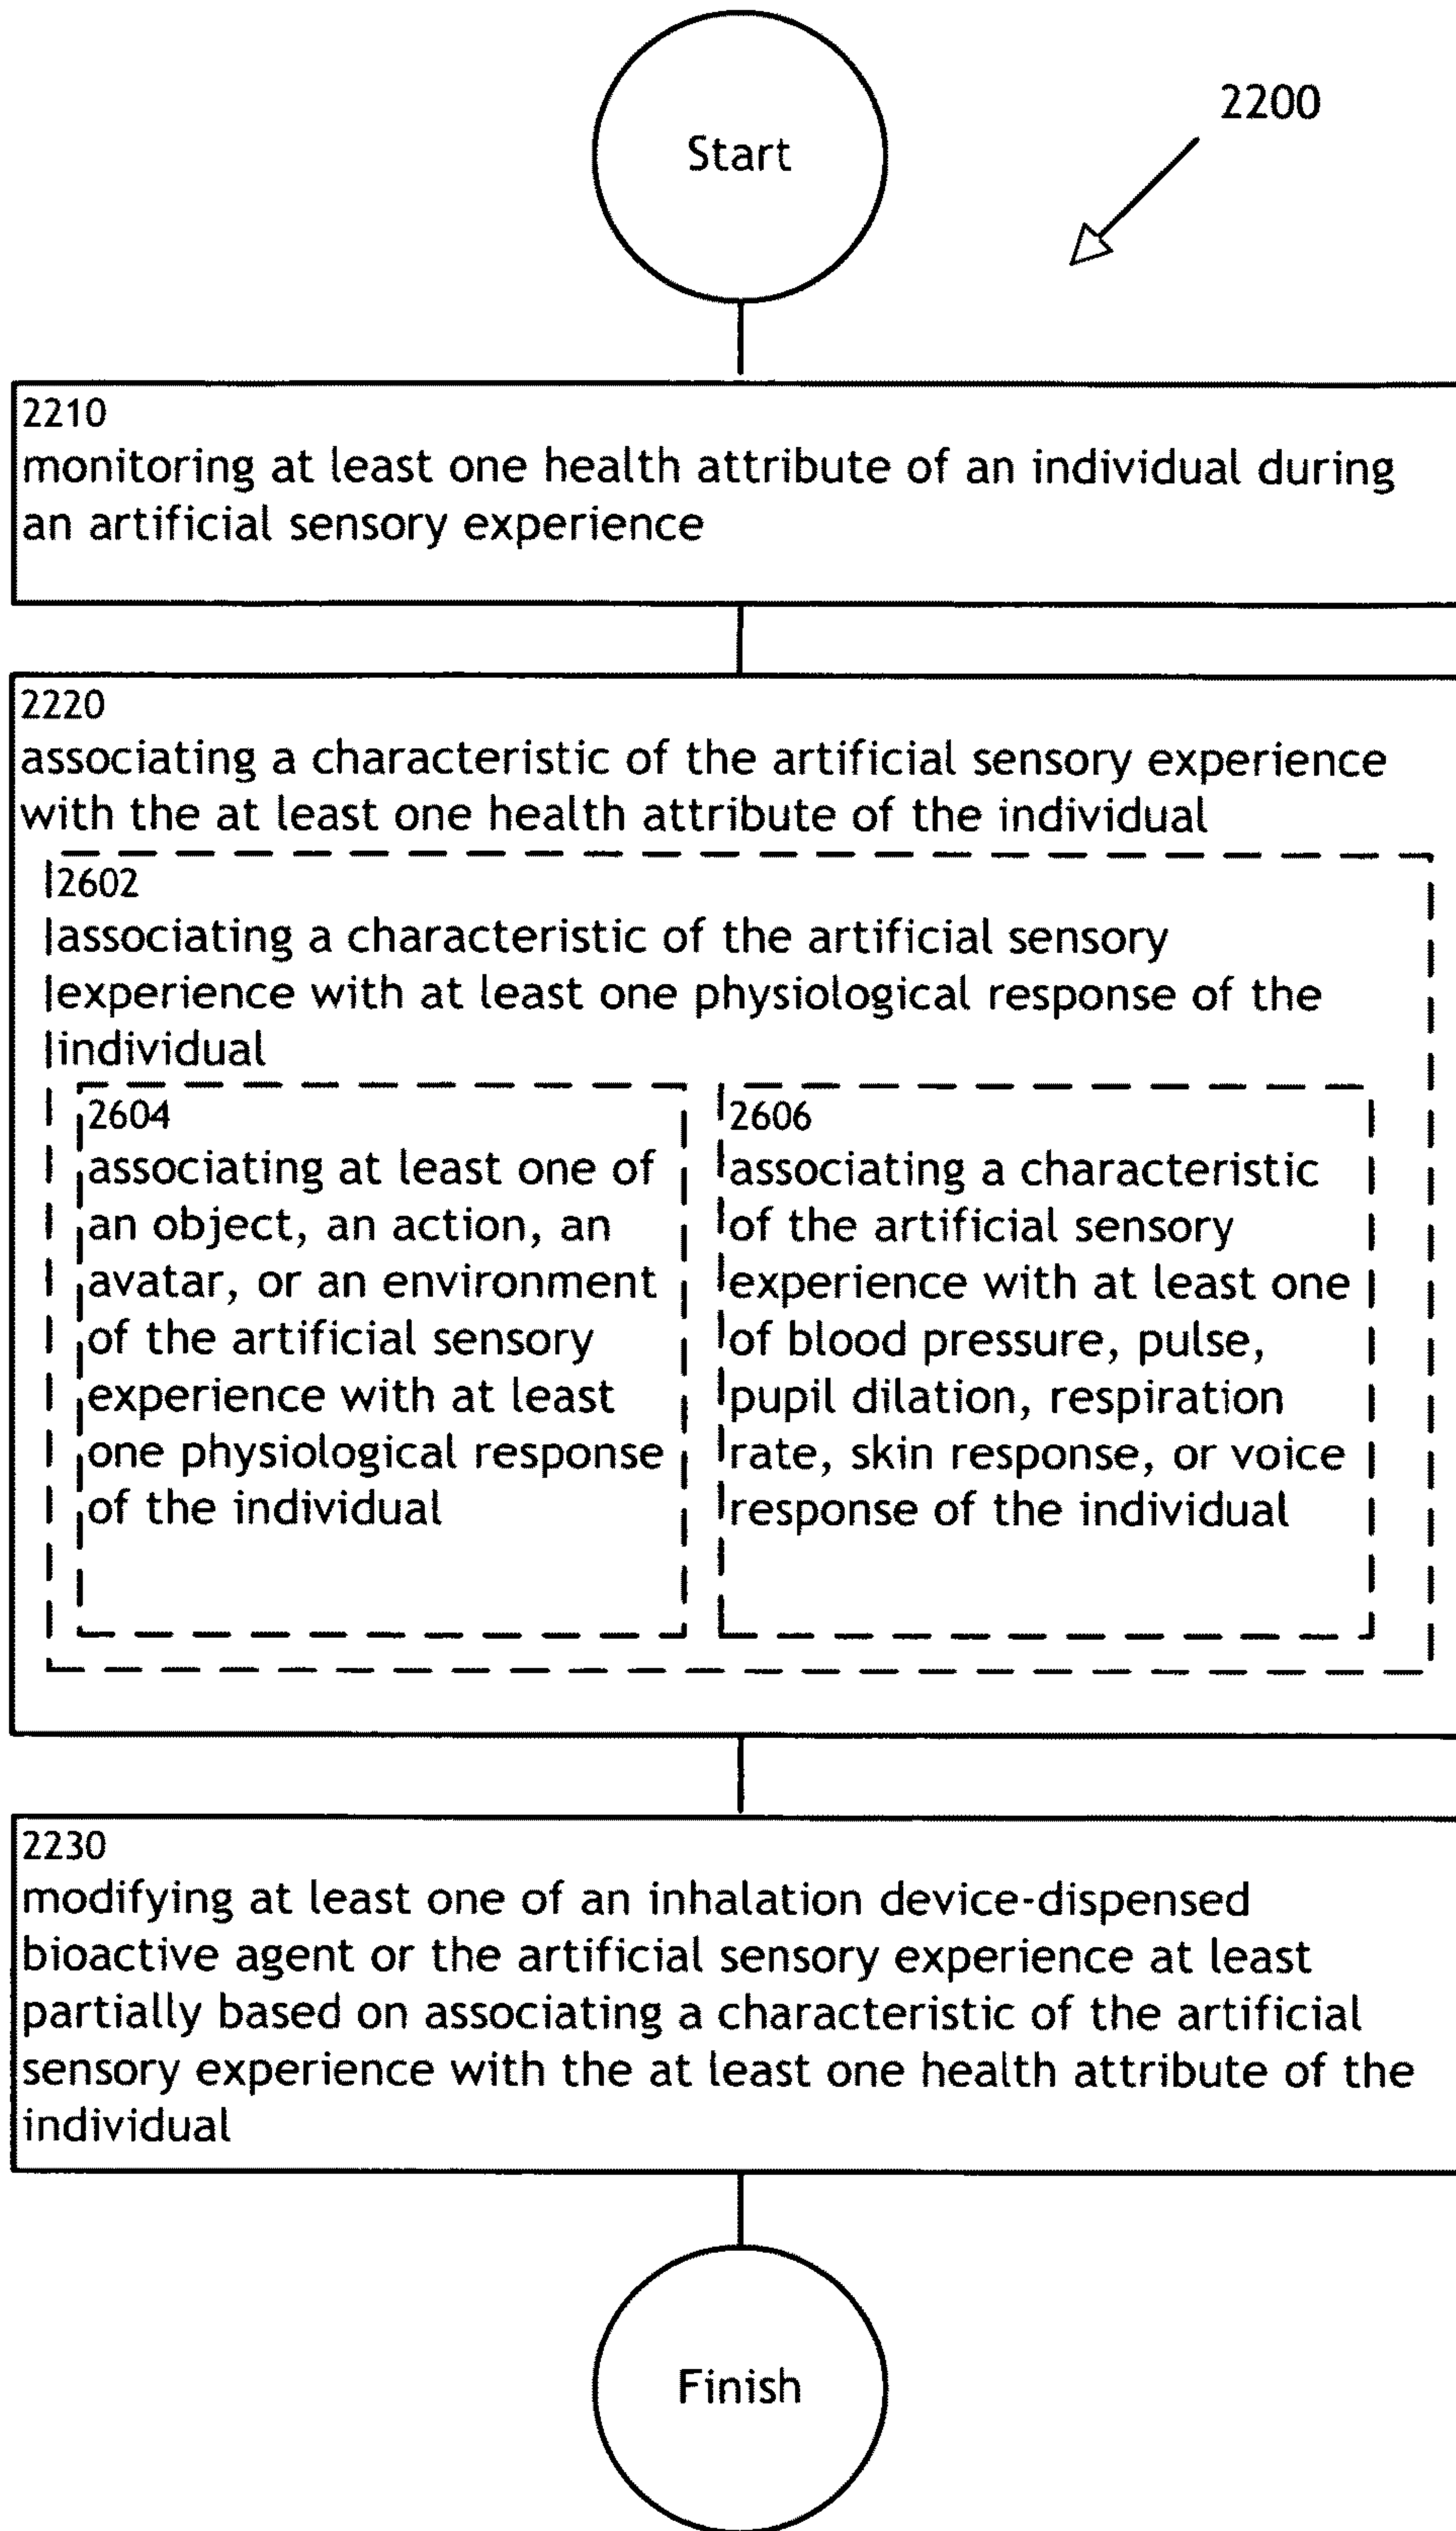 Start
2200
2210
monitoring at least one health attribute of an individual during
an artificial sensory experience
2220
associating a characteristic of the artificial sensory experience
with the at least one health attribute of the individual
2602
associating a characteristic of the artificial sensory
experience with at least one physiological response of the
individual
2604
associating at least one of
an object, an action, an
avatar, or an environment
of the artificial sensory
experience with at least
one physiological response
of the individual
2606
associating a characteristic
of the artificial sensory
experience with at least one
of blood pressure, pulse,
pupil dilation, respiration
rate, skin response, or voice
response of the individual
2230
modifying at least one of an inhalation device-dispensed
bioactive agent or the artificial sensory experience at least
partially based on associating a characteristic of the artificial
sensory experience with the at least one health attribute of the
individual
Finish